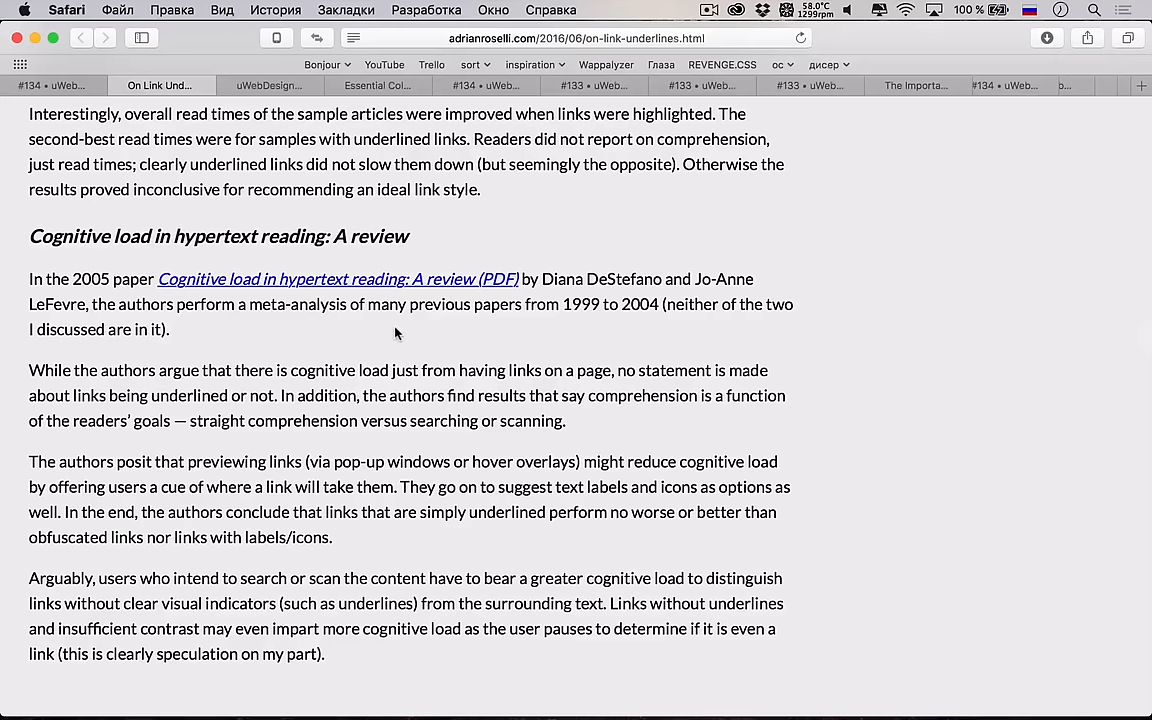 Safari Файл Правка Вид История Закладки Разработка Окно Справка 58.0°C 1299rpm 100 %
adrianroselli.com/2016/06/on-link-underlines.html
Bonjour YouTube Trello sort inspiration Wappalyzer Глаза REVENGE.CSS ос дисер
#134 • uWeb... On Link Und... uWebDesign... Essential Col... #134 • uWeb... #133 • uWeb... #133 • uWeb... #133 • uWeb... The Importa... #134 • uWeb... b...
Interestingly, overall read times of the sample articles were improved when links were highlighted. The
second-best read times were for samples with underlined links. Readers did not report on comprehension,
just read times; clearly underlined links did not slow them down (but seemingly the opposite). Otherwise the
results proved inconclusive for recommending an ideal link style.
Cognitive load in hypertext reading: A review
In the 2005 paper Cognitive load in hypertext reading: A review (PDF) by Diana DeStefano and Jo-Anne
LeFevre, the authors perform a meta-analysis of many previous papers from 1999 to 2004 (neither of the two
I discussed are in it).
While the authors argue that there is cognitive load just from having links on a page, no statement is made
about links being underlined or not. In addition, the authors find results that say comprehension is a function
of the readers' goals — straight comprehension versus searching or scanning.
The authors posit that previewing links (via pop-up windows or hover overlays) might reduce cognitive load
by offering users a cue of where a link will take them. They go on to suggest text labels and icons as options as
well. In the end, the authors conclude that links that are simply underlined perform no worse or better than
obfuscated links nor links with labels/icons.
Arguably, users who intend to search or scan the content have to bear a greater cognitive load to distinguish
links without clear visual indicators (such as underlines) from the surrounding text. Links without underlines
and insufficient contrast may even impart more cognitive load as the user pauses to determine if it is even a
link (this is clearly speculation on my part).